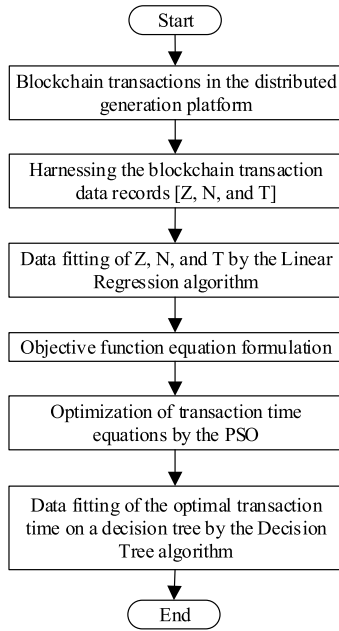 Start
Blockchain transactions in the distributed
generation platform
Harnessing the blockchain transaction
data records [Z, N, and T]
Data fitting of Z, N, and T by the Linear
Regression algorithm
Objective function equation formulation
Optimization of transaction time
equations by the PSO
Data fitting of the optimal transaction
time on a decision tree by the Decision
Tree algorithm
End